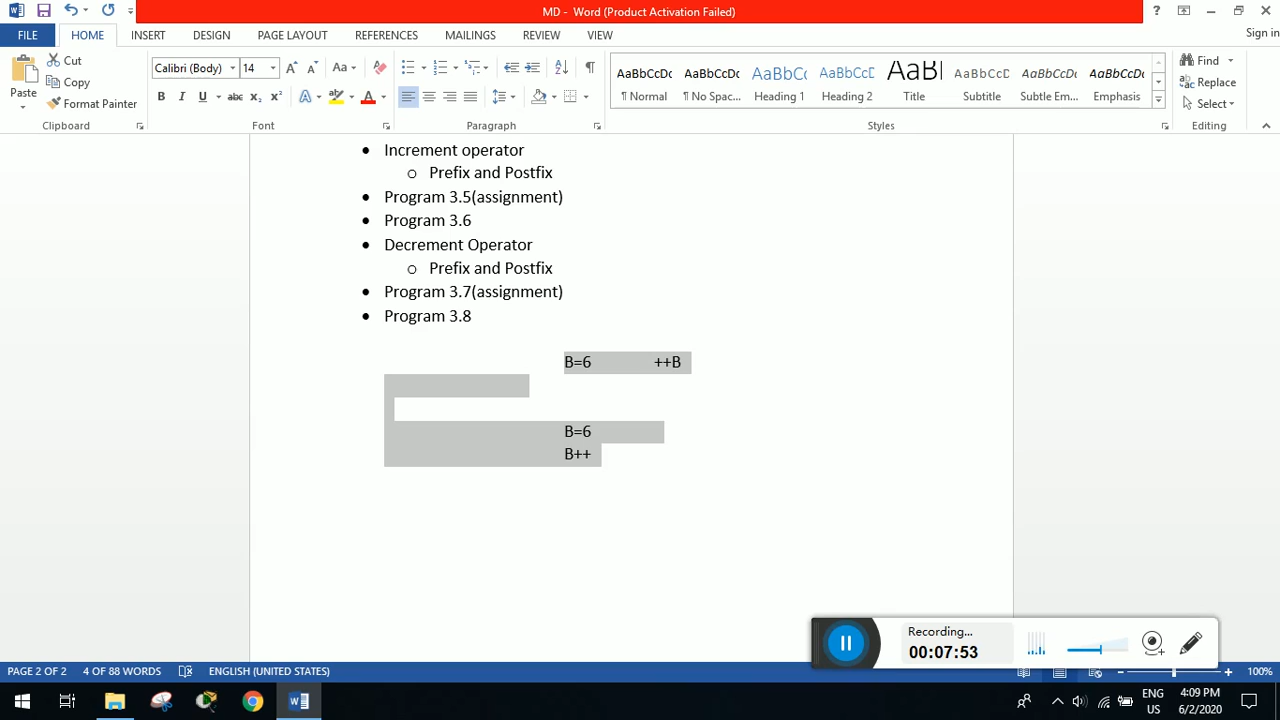 MD - Word (Product Activation Failed)
FILE HOME INSERT DESIGN PAGE LAYOUT REFERENCES MAILINGS REVIEW VIEW Sign in
Paste
Cut
Copy
Format Painter
Clipboard
Calibri (Body) 14
Font
Paragraph
AaBbCcDc AaBbCcDc AaBbC( AaBbCcC AaBl AaBbCcC AaBbCcDc AaBbCcDc
¶ Normal ¶ No Spac... Heading 1 Heading 2 Title Subtitle Subtle Em... Emphasis
Styles
Find
Replace
Select
Editing
• Increment operator
o Prefix and Postfix
• Program 3.5(assignment)
• Program 3.6
• Decrement Operator
o Prefix and Postfix
• Program 3.7(assignment)
• Program 3.8
B=6 ++B
B=6
B++
Recording...
00:07:53
PAGE 2 OF 2 4 OF 88 WORDS ENGLISH (UNITED STATES) 100%
ENG
US
4:09 PM
6/2/2020